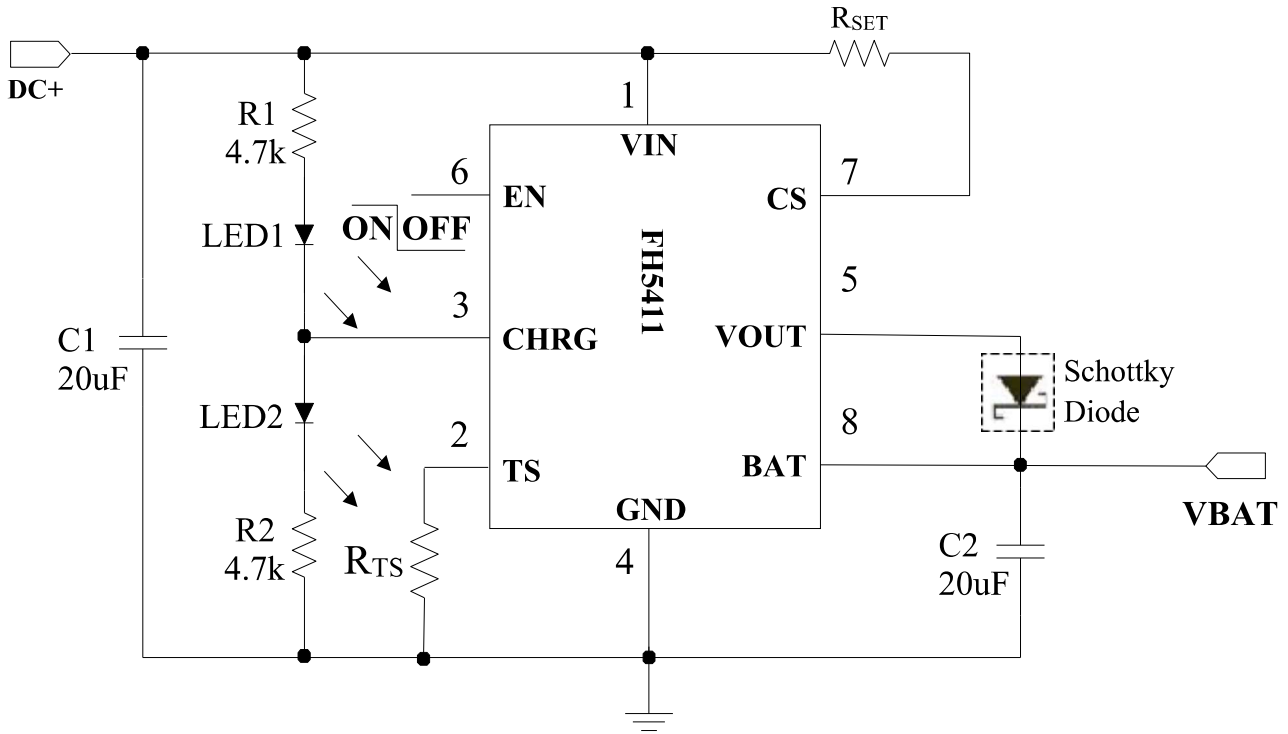 RSET
DC+
1
R1
4.7k
VIN
6
EN
7
CS
LED1
ON OFF
FH5411
5
3
C1
20uF
CHRG
VOUT
Schottky
Diode
LED2
2
8
TS
BAT
GND
VBAT
R2
4.7k
RTS
4
C2
20uF